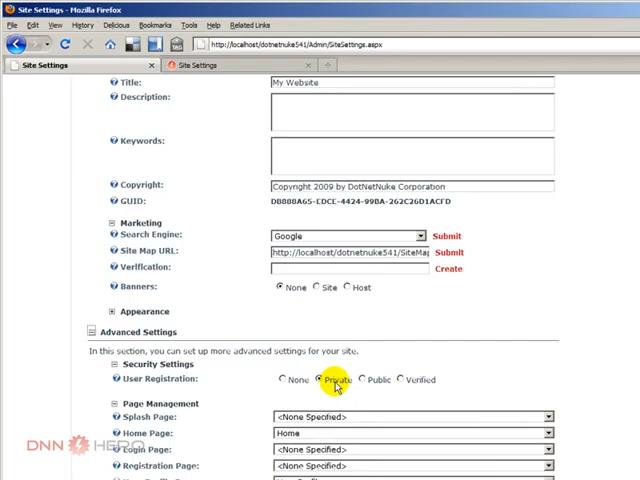 Site Settings - Mozilla Firefox
File Edit View History Delicious Bookmarks Tools Help Related Links
TAG http://localhost/dotnetnuke541/Admin/SiteSettings.aspx
Site Settings Site Settings
Title: My Website
Description:
Keywords:
Copyright: Copyright 2009 by DotNetNuke Corporation
GUID: DB888A65-EDCE-4424-99BA-262C26D1ACFD
Marketing
Search Engine: Google Submit
Site Map URL: http://localhost/dotnetnuke541/SiteMap Submit
Verification: Create
Banners: None Site Host
Appearance
Advanced Settings
In this section, you can set up more advanced settings for your site.
Security Settings
User Registration: None Private Public Verified
Page Management
Splash Page: <None Specified>
Home Page: Home
Login Page: <None Specified>
Registration Page: <None Specified>
DNN HERO